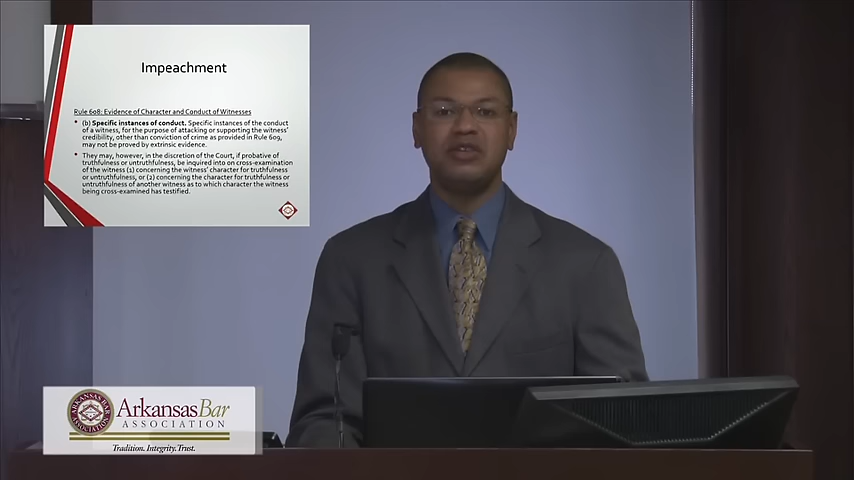 Impeachment
Rule 608: Evidence of Character and Conduct of Witnesses
• (b) Specific instances of conduct. Specific instances of the conduct
of a witness, for the purpose of attacking or supporting the witness'
credibility, other than conviction of crime as provided in Rule 609,
may not be proved by extrinsic evidence.
• They may, however, in the discretion of the Court, if probative of
truthfulness or untruthfulness, be inquired into on cross-examination
of the witness (1) concerning the witness' character for truthfulness
or untruthfulness, or (2) concerning the character for truthfulness or
untruthfulness of another witness as to which character the witness
being cross-examined has testified.
ArkansasBar
ASSOCIATION
Tradition. Integrity. Trust.